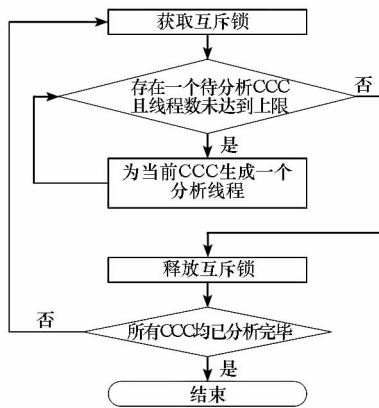 获取互斥锁
存在一个待分析CCC
且线程数未达到上限
否
是
为当前CCC生成一个
分析线程
释放互斥锁
否
所有CCC均已分析完毕
是
结束